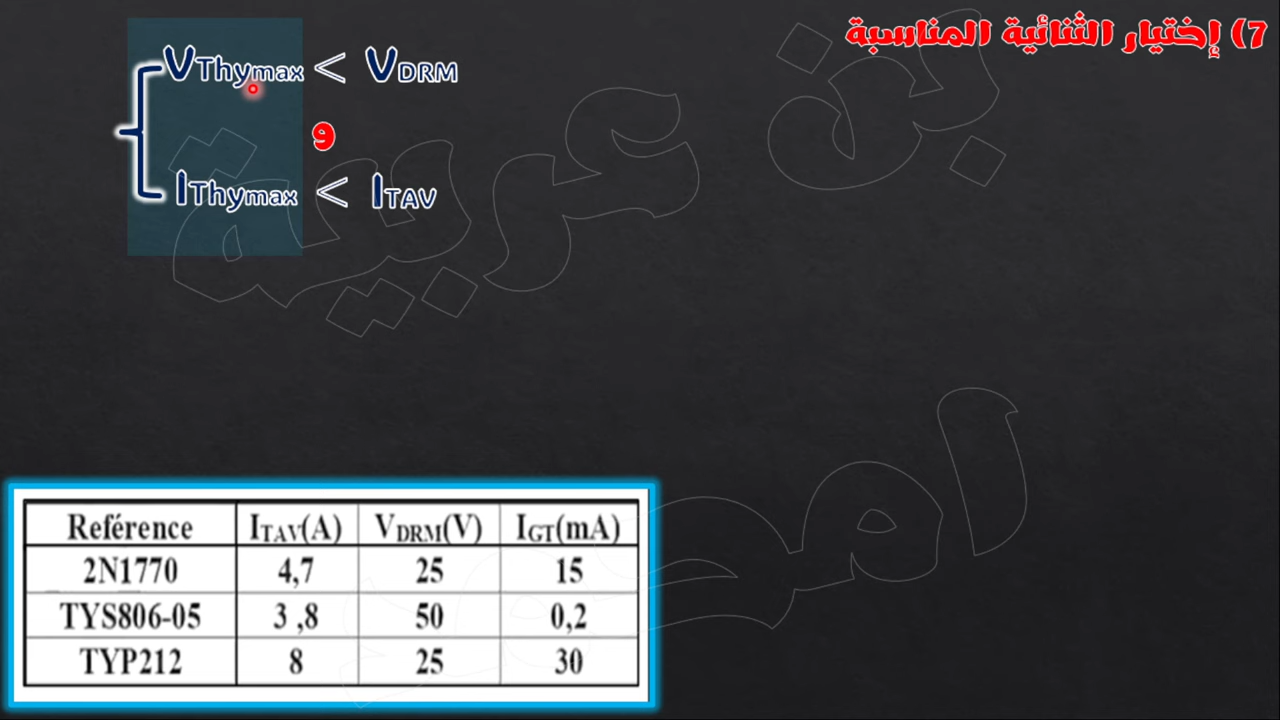 7) إختيار الثنائية المناسبة
VThymax < VDRM
و
IThymax < ITAV
Reférence ITAV(A) VDRM(V) IGT(mA)
2N1770 4,7 25 15
TYS806-05 3 ,8 50 0,2
TYP212 8 25 30